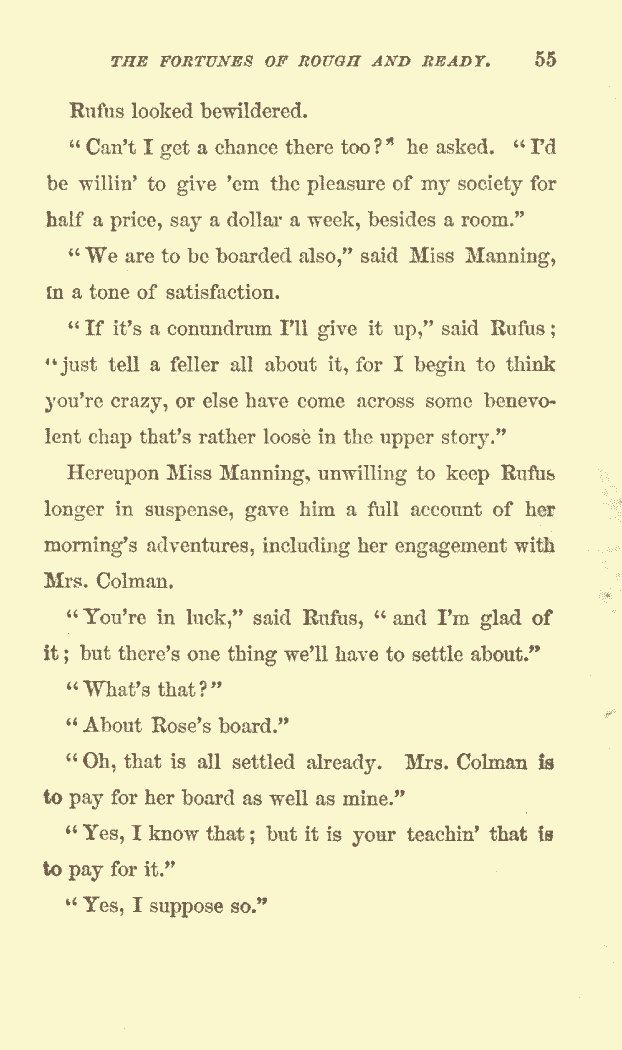 THE FORTUNES OF ROUGH AND READY. 55
Rufus looked bewildered.
"Can't I get a chance there too?" he asked. "I'd
be willin' to give 'em the pleasure of my society for
half a price, say a dollar a week, besides a room."
"We are to be boarded also," said Miss Manning,
in a tone of satisfaction.
"If it's a conundrum I'll give it up," said Rufus;
"just tell a feller all about it, for I begin to think
you're crazy, or else have come across some benevo-
lent chap that's rather loose in the upper story."
Hereupon Miss Manning, unwilling to keep Rufus
longer in suspense, gave him a full account of her
morning's adventures, including her engagement with
Mrs. Colman.
"You're in luck," said Rufus, "and I'm glad of
it; but there's one thing we'll have to settle about."
"What's that?"
"About Rose's board."
"Oh, that is all settled already. Mrs. Colman is
to pay for her board as well as mine."
"Yes, I know that; but it is your teachin' that is
to pay for it."
"Yes, I suppose so."